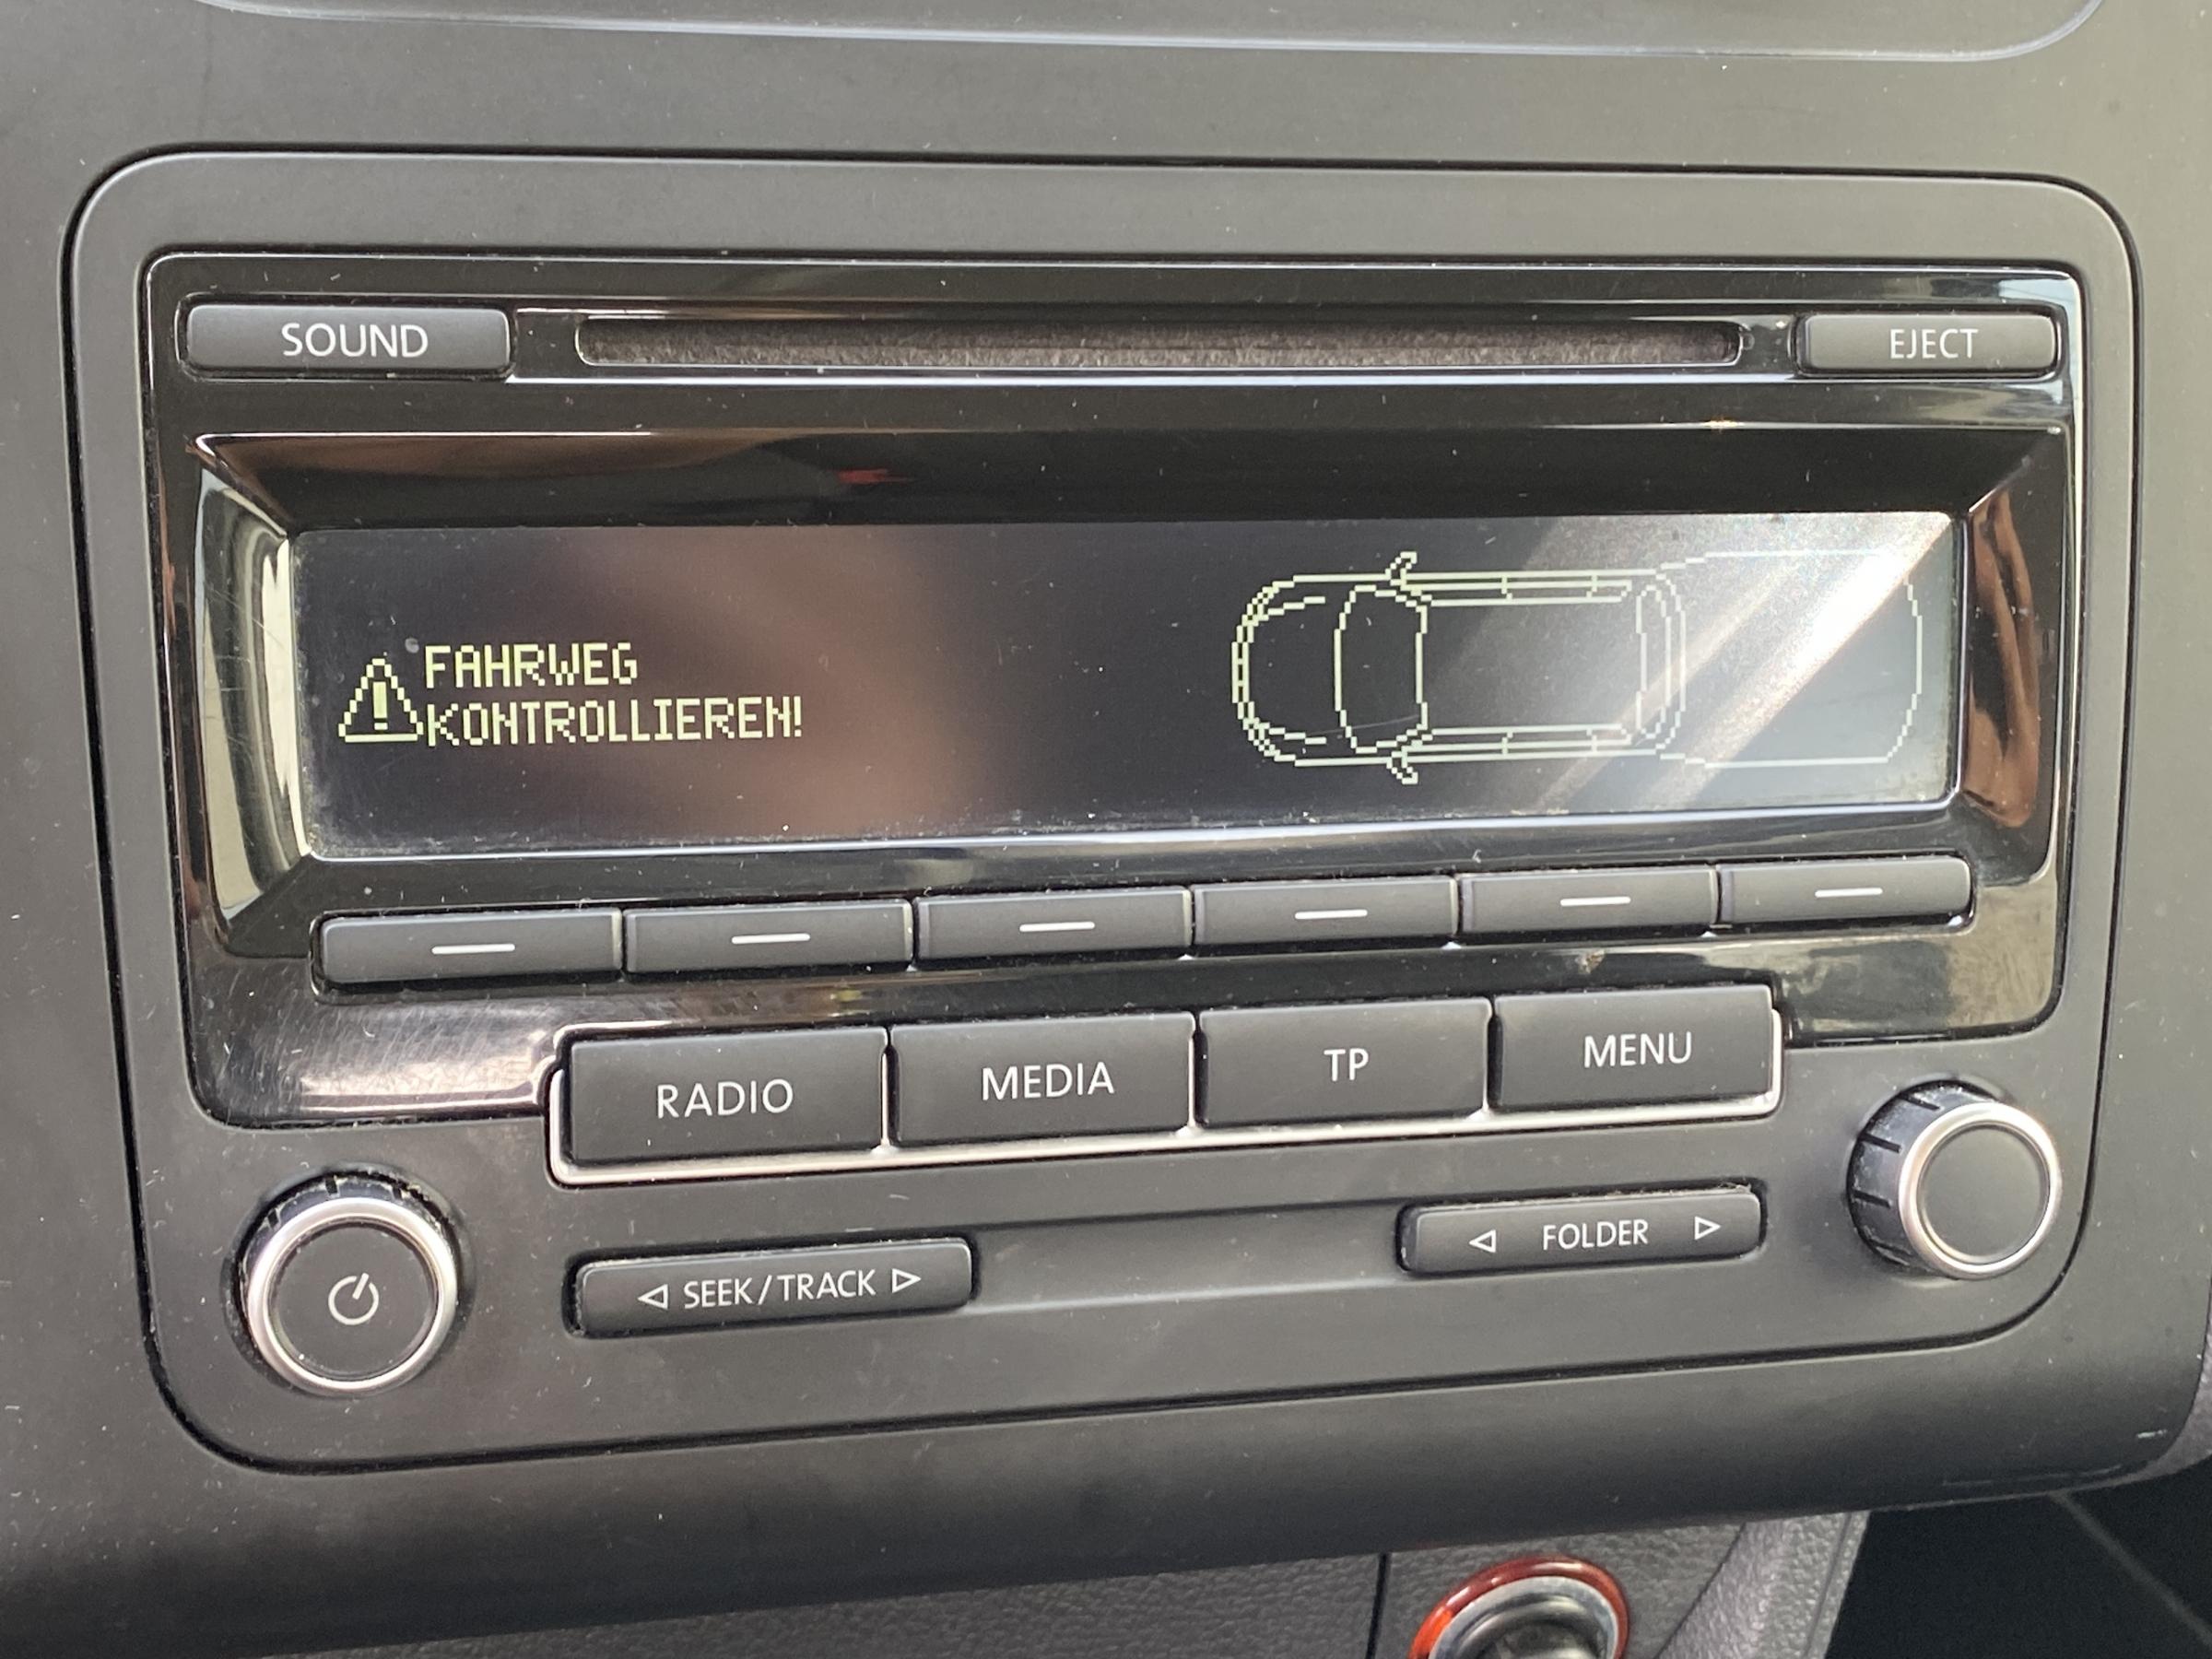 SOUND
EJECT
FAHRWEG
KONTROLLIEREN!
RADIO
MEDIA
TP
MENU
SEEK/TRACK
FOLDER